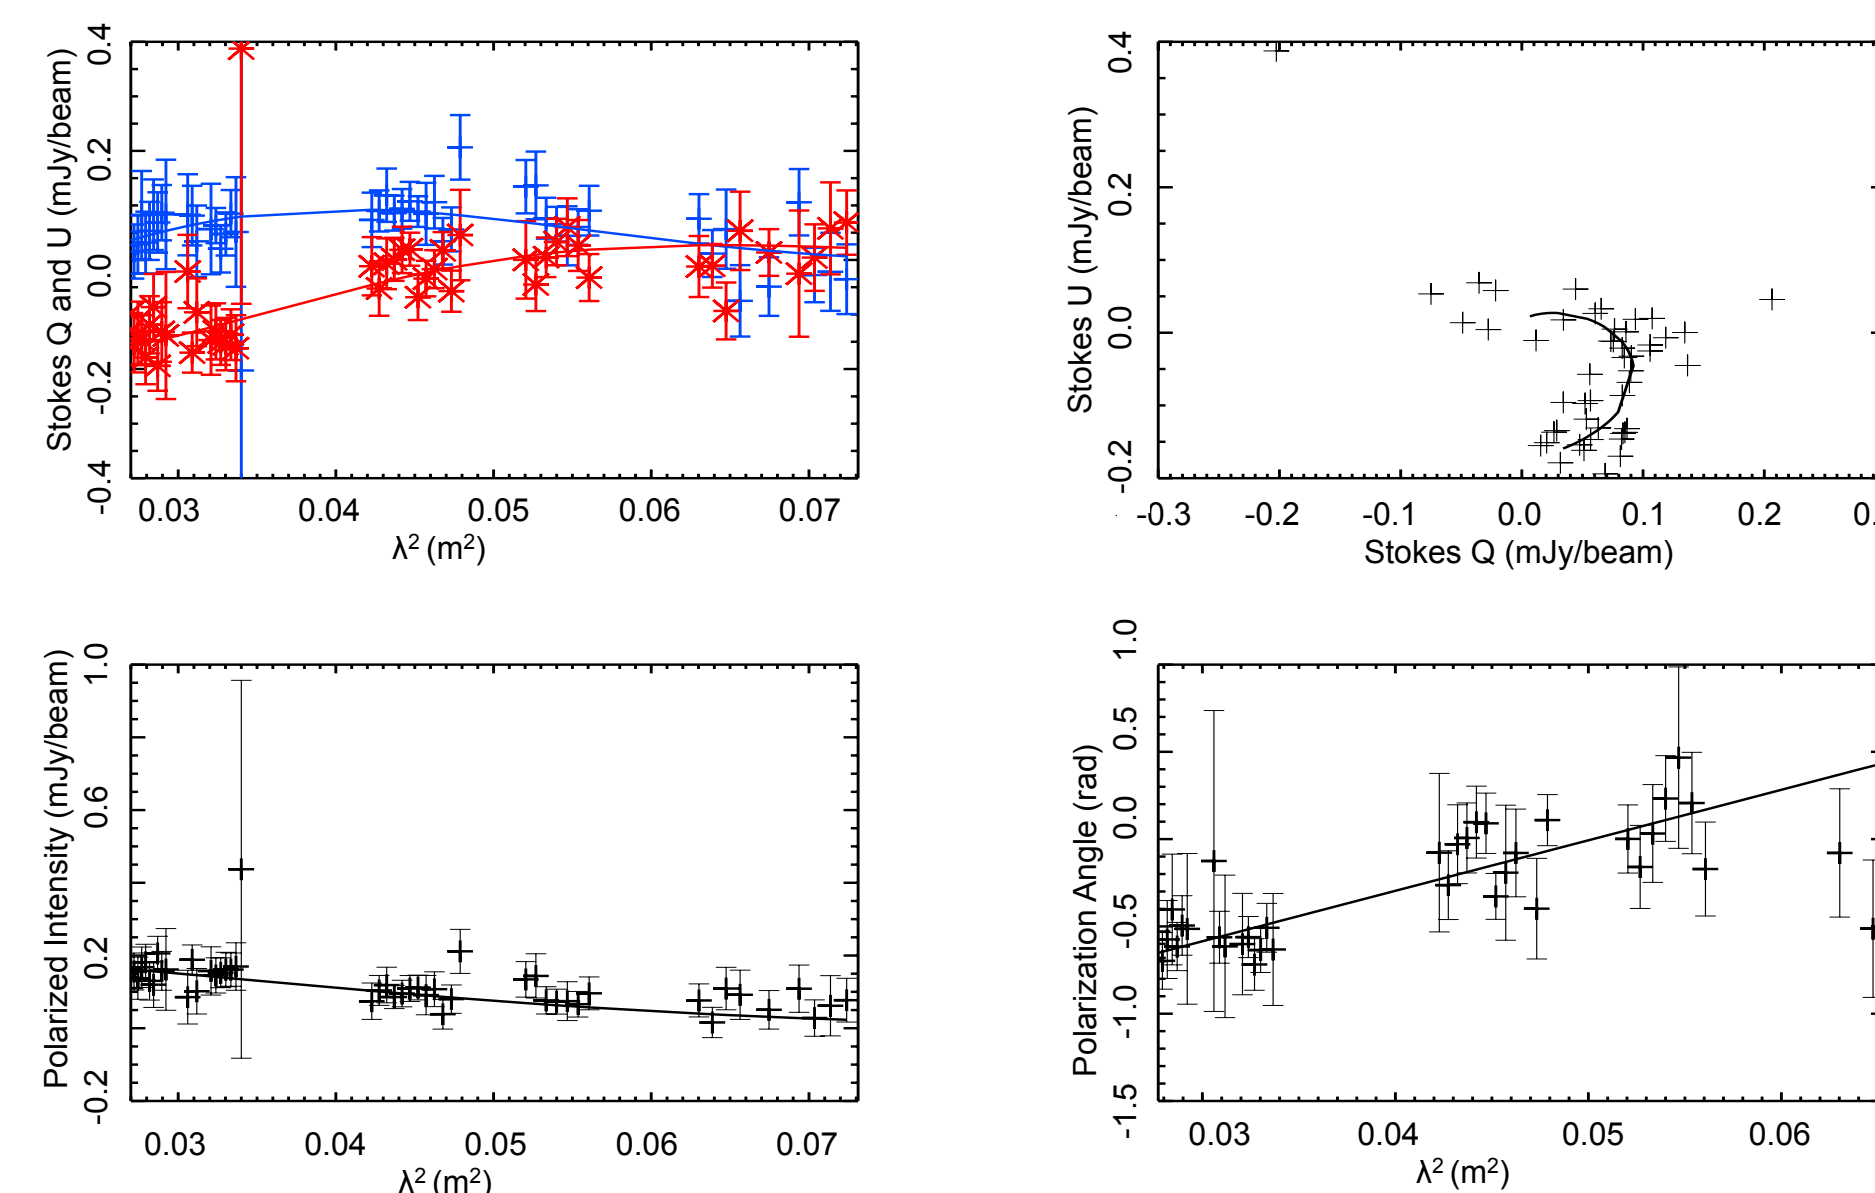 Stokes Q and U (mJy/beam)
0.4
0.2
0.0
-0.2
-0.4
0.03 0.04 0.05 0.06 0.07
λ² (m²)
Stokes U (mJy/beam)
0.4
0.2
0.0
-0.2
-0.3 -0.2 -0.1 0.0 0.1 0.2
Stokes Q (mJy/beam)
Polarized Intensity (mJy/beam)
1.0
0.6
0.2
-0.2
0.03 0.04 0.05 0.06 0.07
λ² (m²)
Polarization Angle (rad)
1.0
0.5
0.0
-0.5
-1.0
-1.5
0.03 0.04 0.05 0.06
λ² (m²)